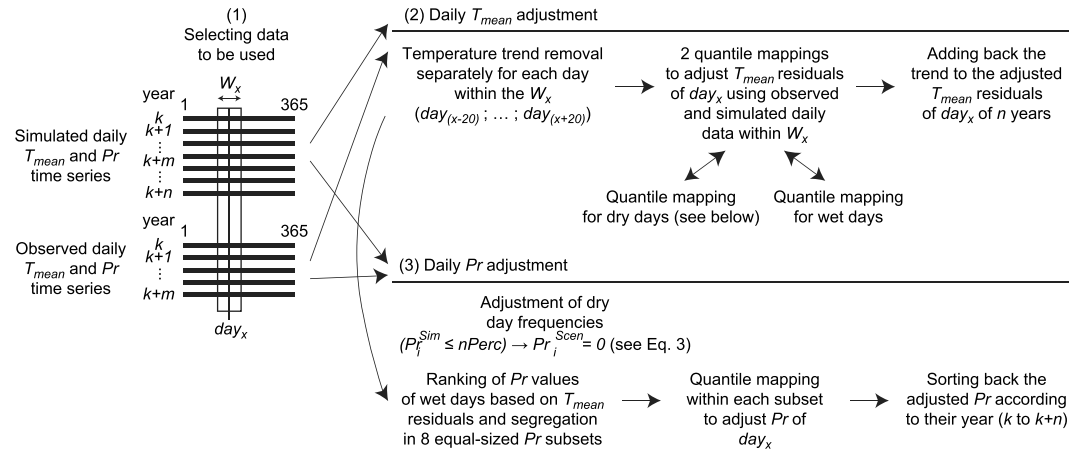 (1)
Selecting data
to be used
W_x
year
1 365
k
k+1
⋮
k+m
⋮
k+n
Simulated daily
T_mean and Pr
time series
year
1 365
k
k+1
⋮
k+m
Observed daily
T_mean and Pr
time series
day_x
(2) Daily T_mean adjustment
Temperature trend removal
separately for each day
within the W_x
(day_(x-20) ; … ; day_(x+20))
2 quantile mappings
to adjust T_mean residuals
of day_x using observed
and simulated daily
data within W_x
Adding back the
trend to the adjusted
T_mean residuals
of day_x of n years
Quantile mapping
for dry days (see below)
Quantile mapping
for wet days
(3) Daily Pr adjustment
Adjustment of dry
day frequencies
(Pr_i^Sim ≤ nPerc) → Pr_i^Scen = 0 (see Eq. 3)
Ranking of Pr values
of wet days based on T_mean
residuals and segregation
in 8 equal-sized Pr subsets
Quantile mapping
within each subset
to adjust Pr of
day_x
Sorting back the
adjusted Pr according
to their year (k to k+n)